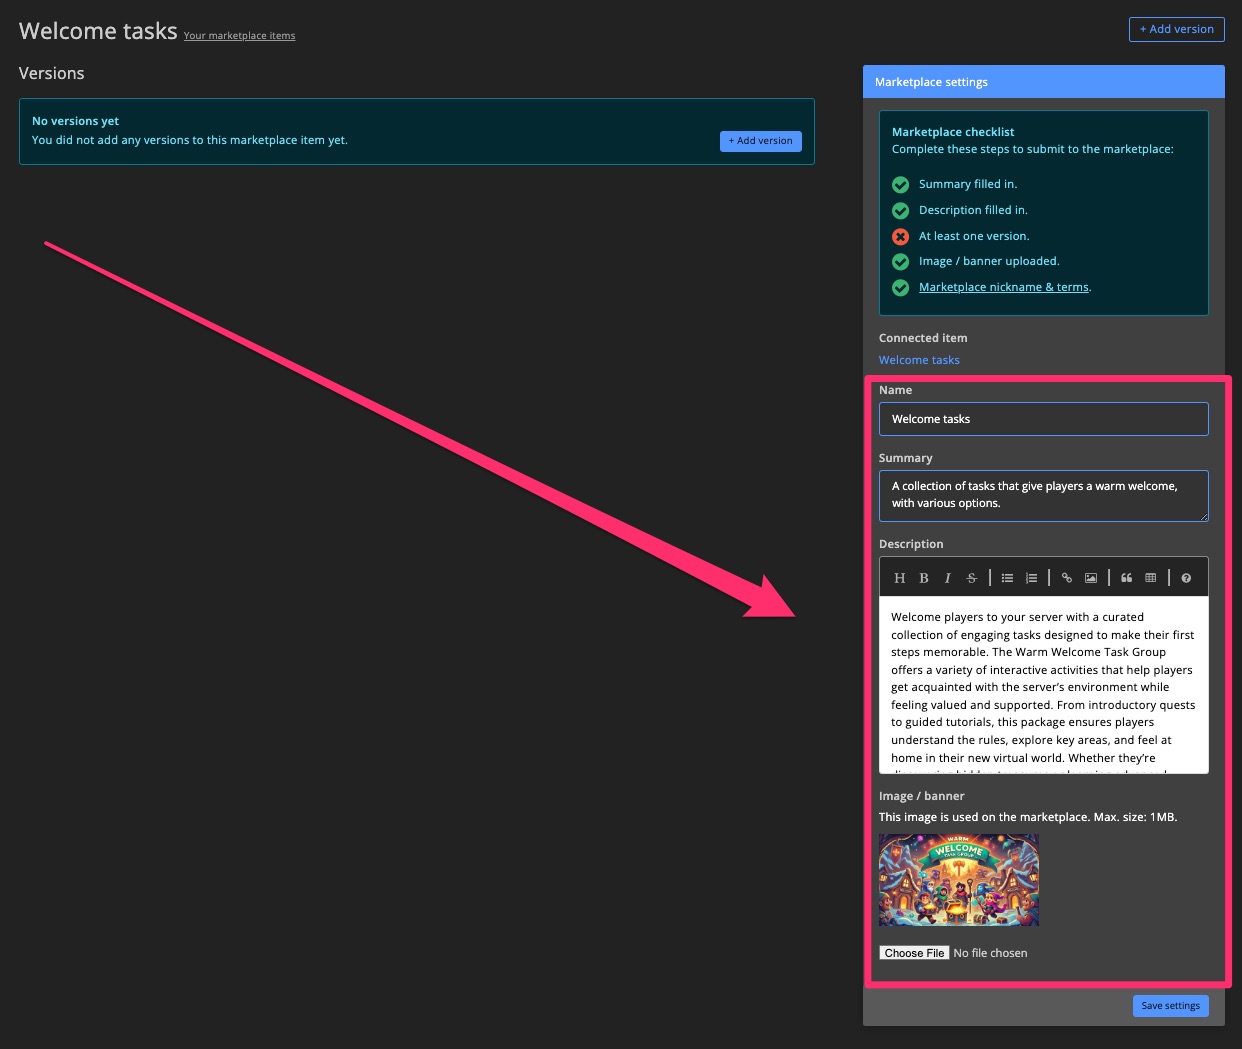 Welcome tasks Your marketplace items
+ Add version
Versions
No versions yet
You did not add any versions to this marketplace item yet.
+ Add version
Marketplace settings
Marketplace checklist
Complete these steps to submit to the marketplace:
Summary filled in.
Description filled in.
At least one version.
Image / banner uploaded.
Marketplace nickname & terms.
Connected item
Welcome tasks
Name
Welcome tasks
Summary
A collection of tasks that give players a warm welcome,
with various options.
Description
H B I S
Welcome players to your server with a curated
collection of engaging tasks designed to make their first
steps memorable. The Warm Welcome Task Group
offers a variety of interactive activities that help players
get acquainted with the server’s environment while
feeling valued and supported. From introductory quests
to guided tutorials, this package ensures players
understand the rules, explore key areas, and feel at
home in their new virtual world. Whether they’re
Image / banner
This image is used on the marketplace. Max. size: 1MB.
WARM
WELCOME
TASK GROUP
Choose File No file chosen
Save settings